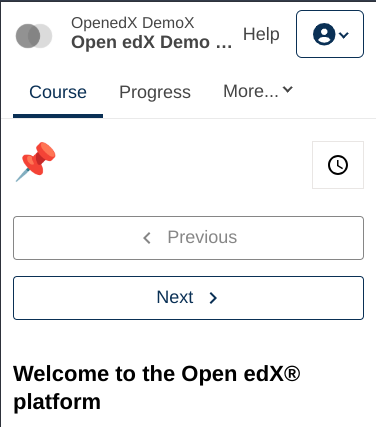 OpenedX DemoX
Open edX Demo ...
Help
Course
Progress
More...
Previous
Next
Welcome to the Open edX®
platform